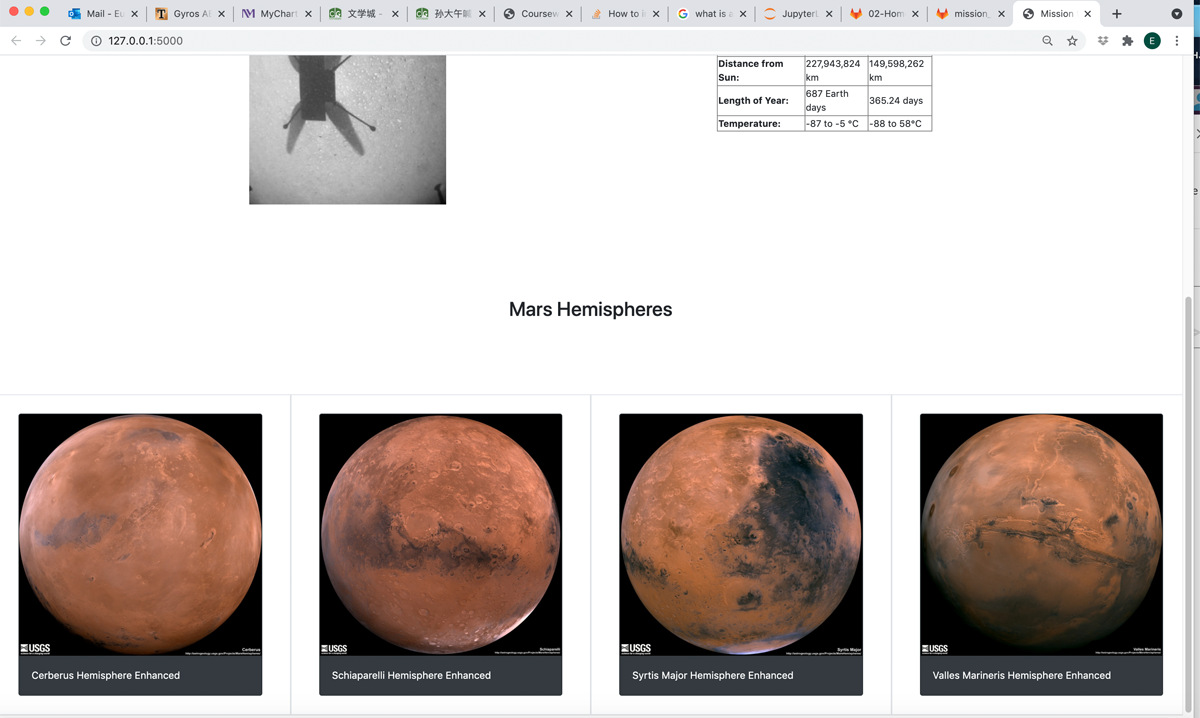 Mail - Eu
Gyros Al
MyChart
文学城 -
孙大午
Coursew
How to i
what is a
JupyterL
02-Hom
mission_
Mission
127.0.0.1:5000
E
Distance from Sun: 227,943,824 km 149,598,262 km
Length of Year: 687 Earth days 365.24 days
Temperature: -87 to -5 °C -88 to 58°C
Mars Hemispheres
USGS
Cerberus
Cerberus Hemisphere Enhanced
USGS
Schiaparelli
Schiaparelli Hemisphere Enhanced
USGS
Syrtis Major
Syrtis Major Hemisphere Enhanced
USGS
Valles Marineris
Valles Marineris Hemisphere Enhanced